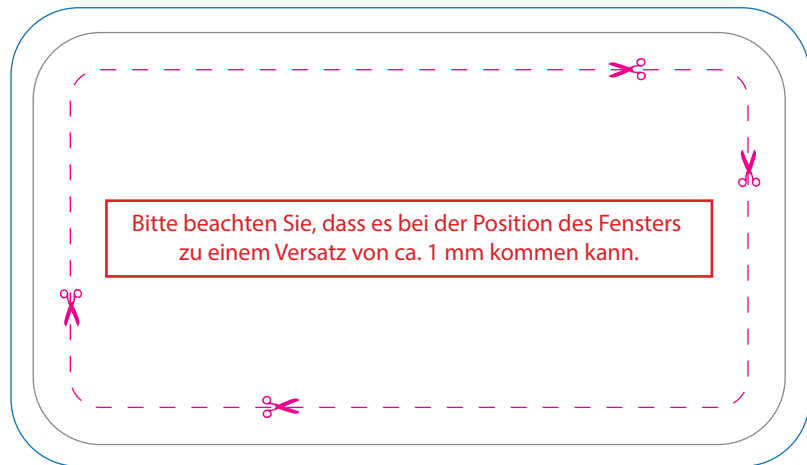 Bitte beachten Sie, dass es bei der Position des Fensters
zu einem Versatz von ca. 1 mm kommen kann.